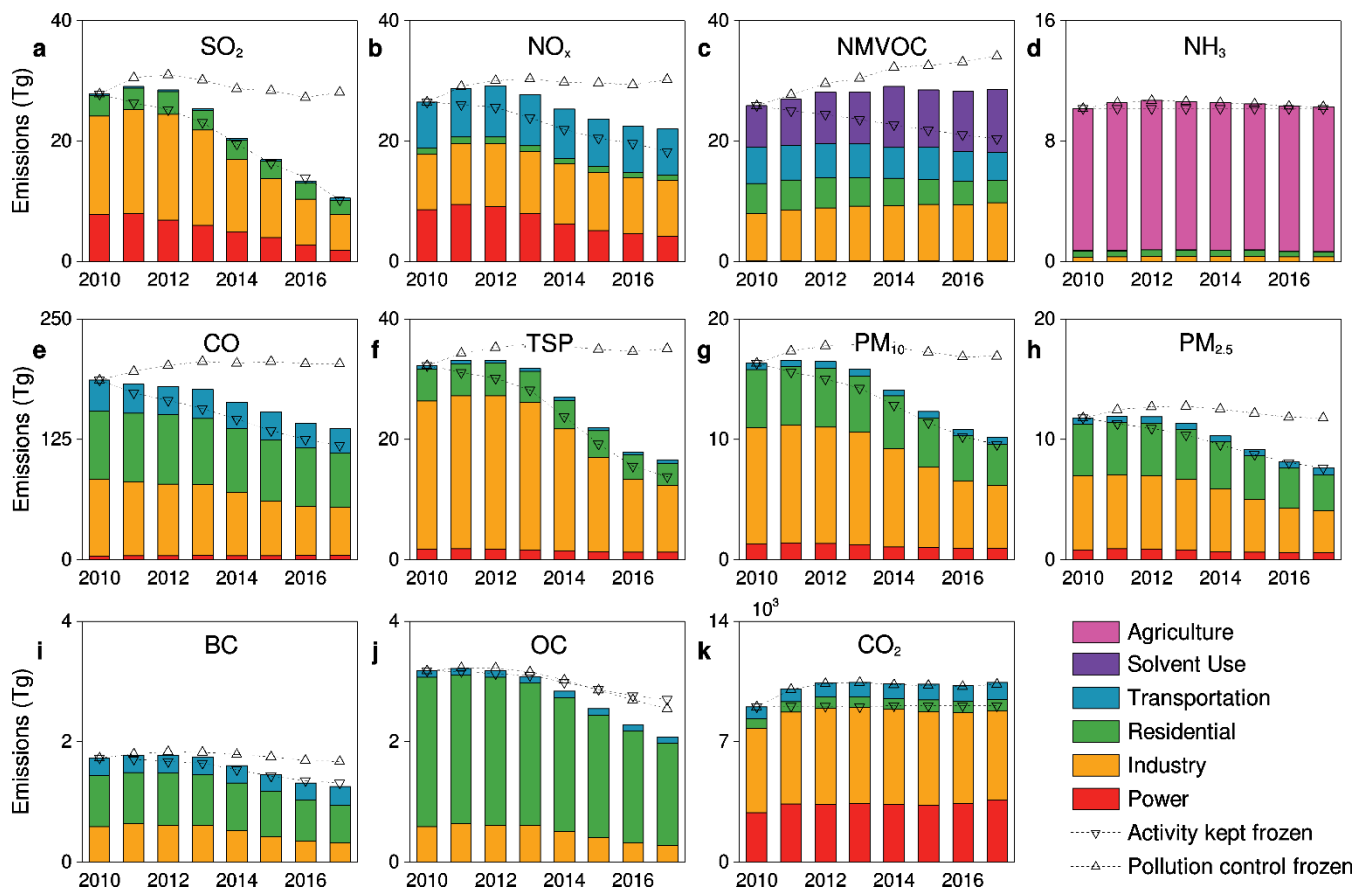 a SO₂
b NOₓ
c NMVOC
d NH₃
Emissions (Tg)
40
20
0
2010 2012 2014 2016
40
20
0
2010 2012 2014 2016
40
20
0
2010 2012 2014 2016
16
8
0
2010 2012 2014 2016
e CO
f TSP
g PM₁₀
h PM₂.₅
Emissions (Tg)
250
125
0
2010 2012 2014 2016
40
20
0
2010 2012 2014 2016
20
10
0
2010 2012 2014 2016
20
10
0
2010 2012 2014 2016
i BC
j OC
k CO₂
Emissions (Tg)
4
2
0
2010 2012 2014 2016
4
2
0
2010 2012 2014 2016
10³
14
7
0
2010 2012 2014 2016
Agriculture
Solvent Use
Transportation
Residential
Industry
Power
Activity kept frozen
Pollution control frozen